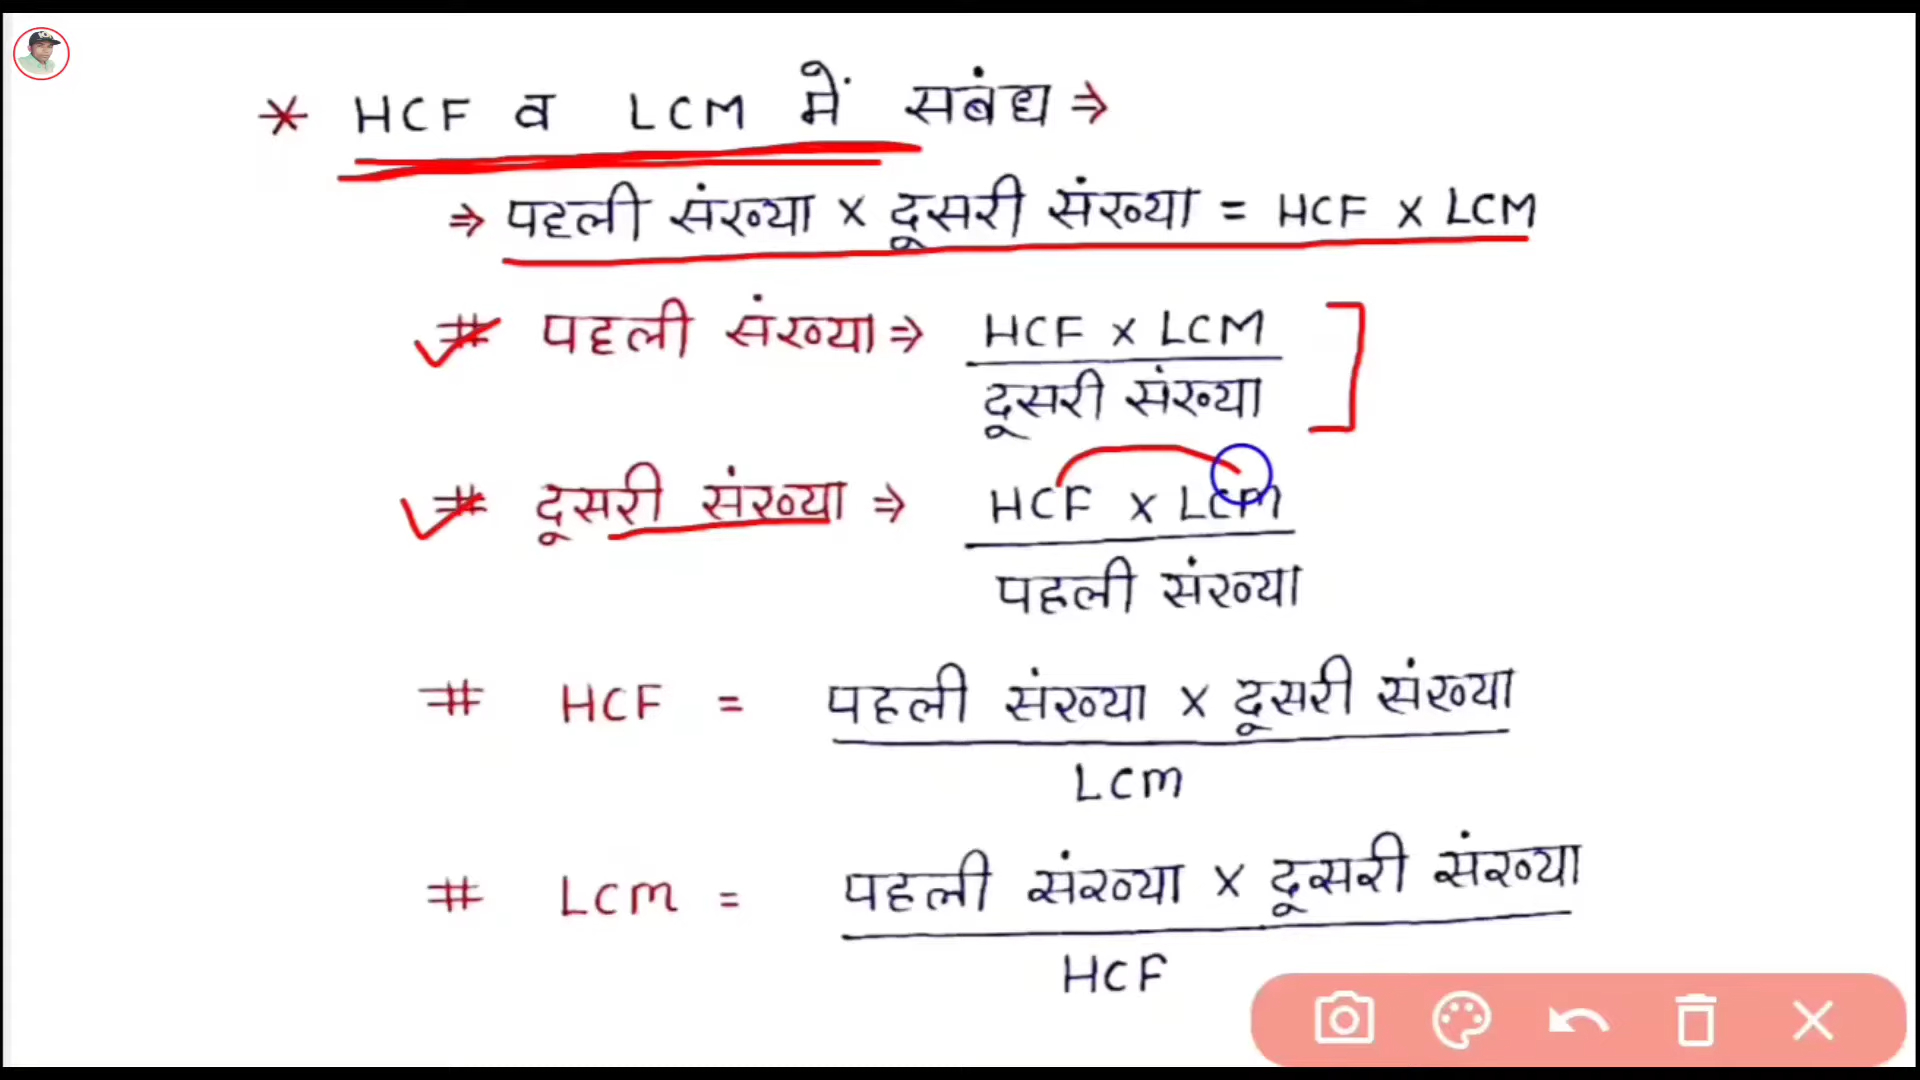 * HCF व LCM में सबंध ⇒
⇒ पहली संख्या x दूसरी संख्या = HCF x LCM
# पहली संख्या ⇒ HCF x LCM
दूसरी संख्या
# दूसरी संख्या ⇒ HCF x LCM
पहली संख्या
# HCF = पहली संख्या x दूसरी संख्या
LCM
# LCM = पहली संख्या x दूसरी संख्या
HCF